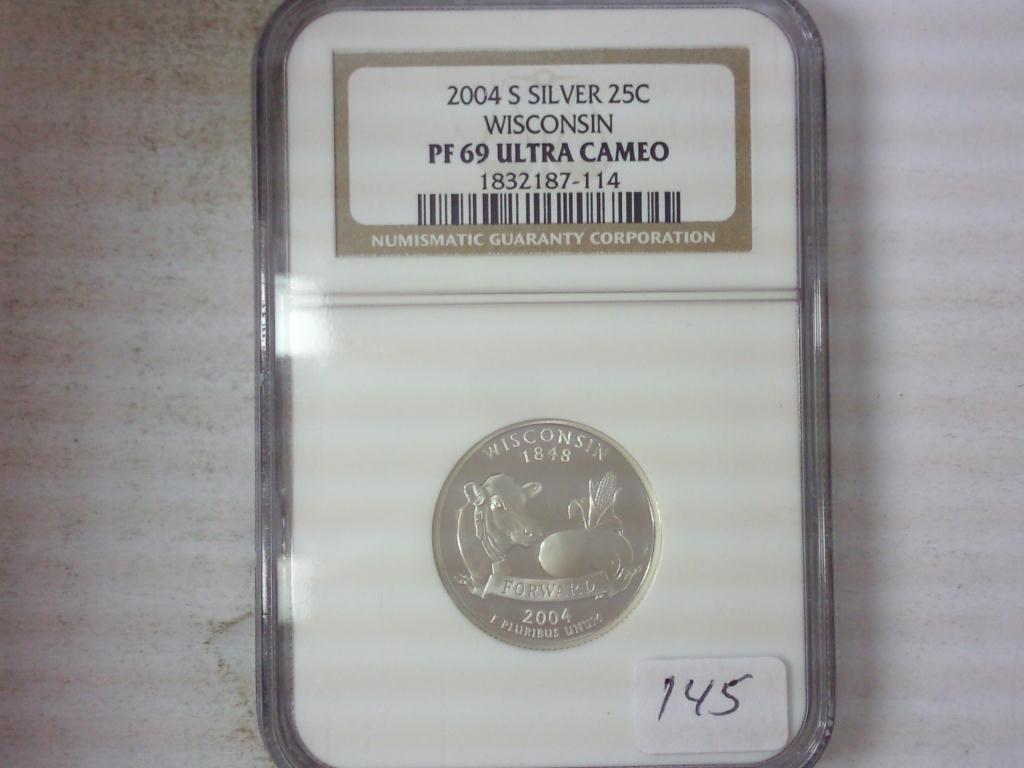 2004 S SILVER 25C
WISCONSIN
PF 69 ULTRA CAMEO
1832187-114
NUMISMATIC GUARANTY CORPORATION
WISCONSIN
1848
FORWARD
2004
E PLURIBUS UNUM
145